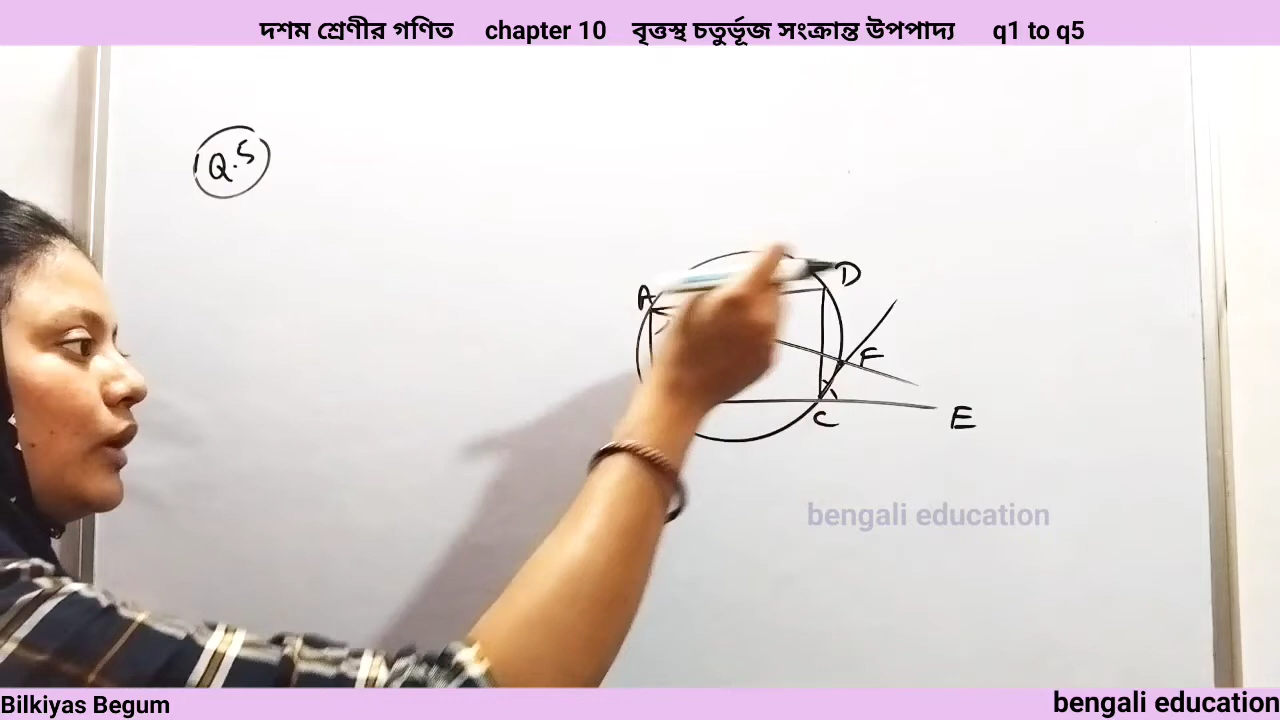 দশম শ্রেণীর গণিত chapter 10 বৃত্তস্থ চতুর্ভূজ সংক্রান্ত উপপাদ্য q1 to q5
Q.5
A
D
F
C
E
bengali education
Bilkiyas Begum
bengali education